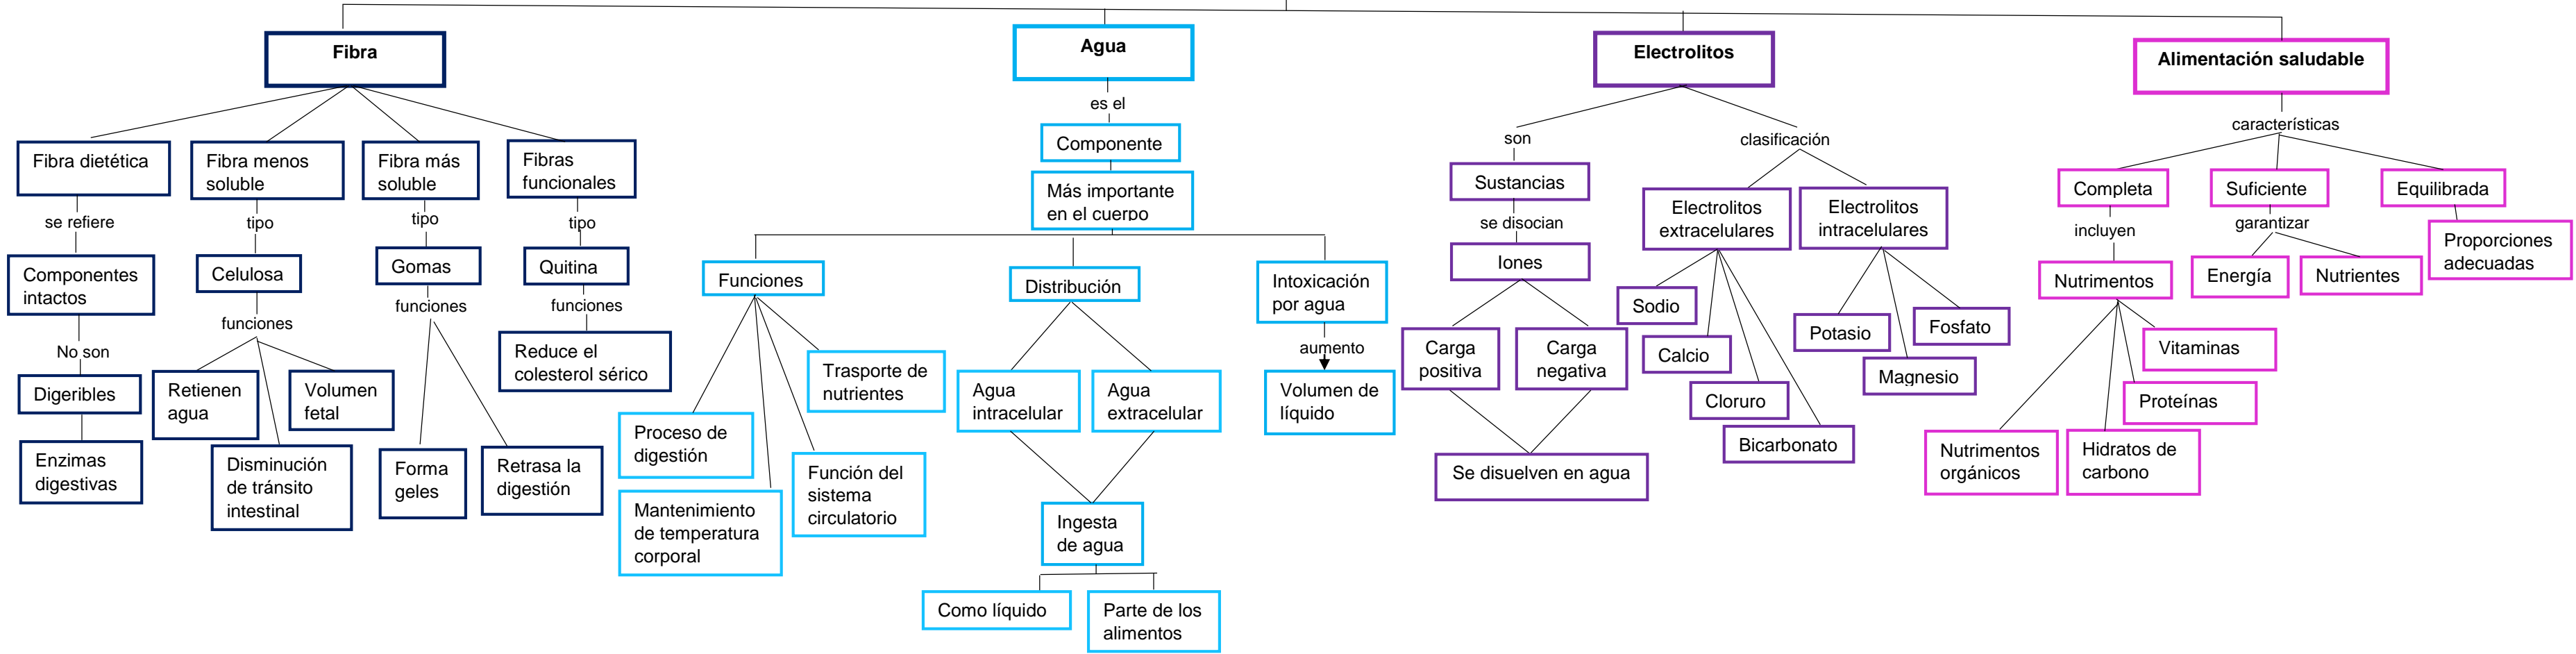 Fibra
Fibra dietética
se refiere
Componentes
intactos
No son
Digeribles
Enzimas
digestivas
Fibra menos
soluble
tipo
Celulosa
funciones
Retienen
agua
Disminución
de tránsito
intestinal
Volumen
fetal
Fibra más
soluble
tipo
Gomas
funciones
Forma
geles
Retrasa la
digestión
Fibras
funcionales
tipo
Quitina
funciones
Reduce el
colesterol sérico
Agua
es el
Componente
Más importante
en el cuerpo
Funciones
Proceso de
digestión
Mantenimiento
de temperatura
corporal
Función del
sistema
circulatorio
Trasporte de
nutrientes
Distribución
Agua
intracelular
Agua
extracelular
Ingesta
de agua
Como líquido
Parte de los
alimentos
Intoxicación
por agua
aumento
Volumen de
líquido
Electrolitos
son
Sustancias
se disocian
Iones
Carga
positiva
Carga
negativa
Se disuelven en agua
clasificación
Electrolitos
extracelulares
Sodio
Calcio
Cloruro
Bicarbonato
Electrolitos
intracelulares
Potasio
Magnesio
Fosfato
Alimentación saludable
características
Completa
incluyen
Nutrimentos
Nutrimentos
orgánicos
Hidratos de
carbono
Proteínas
Vitaminas
Suficiente
garantizar
Energía
Nutrientes
Equilibrada
Proporciones
adecuadas